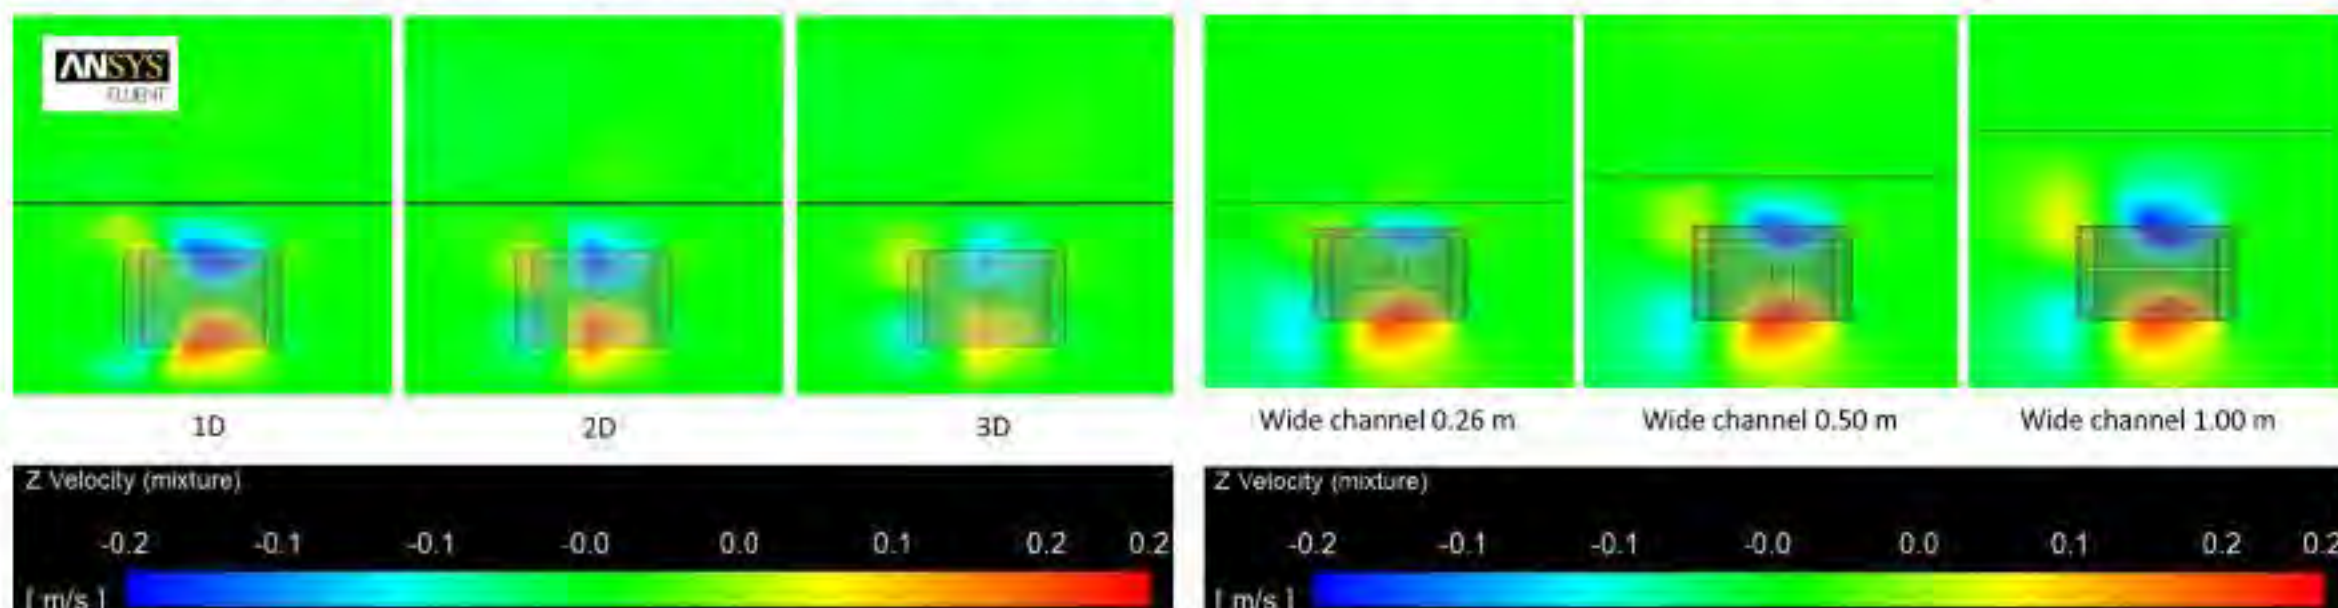 ANSYS
FLUENT
1D
2D
3D
Wide channel 0.26 m
Wide channel 0.50 m
Wide channel 1.00 m
Z Velocity (mixture)
-0.2 -0.1 -0.1 -0.0 0.0 0.1 0.2 0.2
[ m/s ]
Z Velocity (mixture)
-0.2 -0.1 -0.1 -0.0 0.0 0.1 0.2 0.2
[ m/s ]